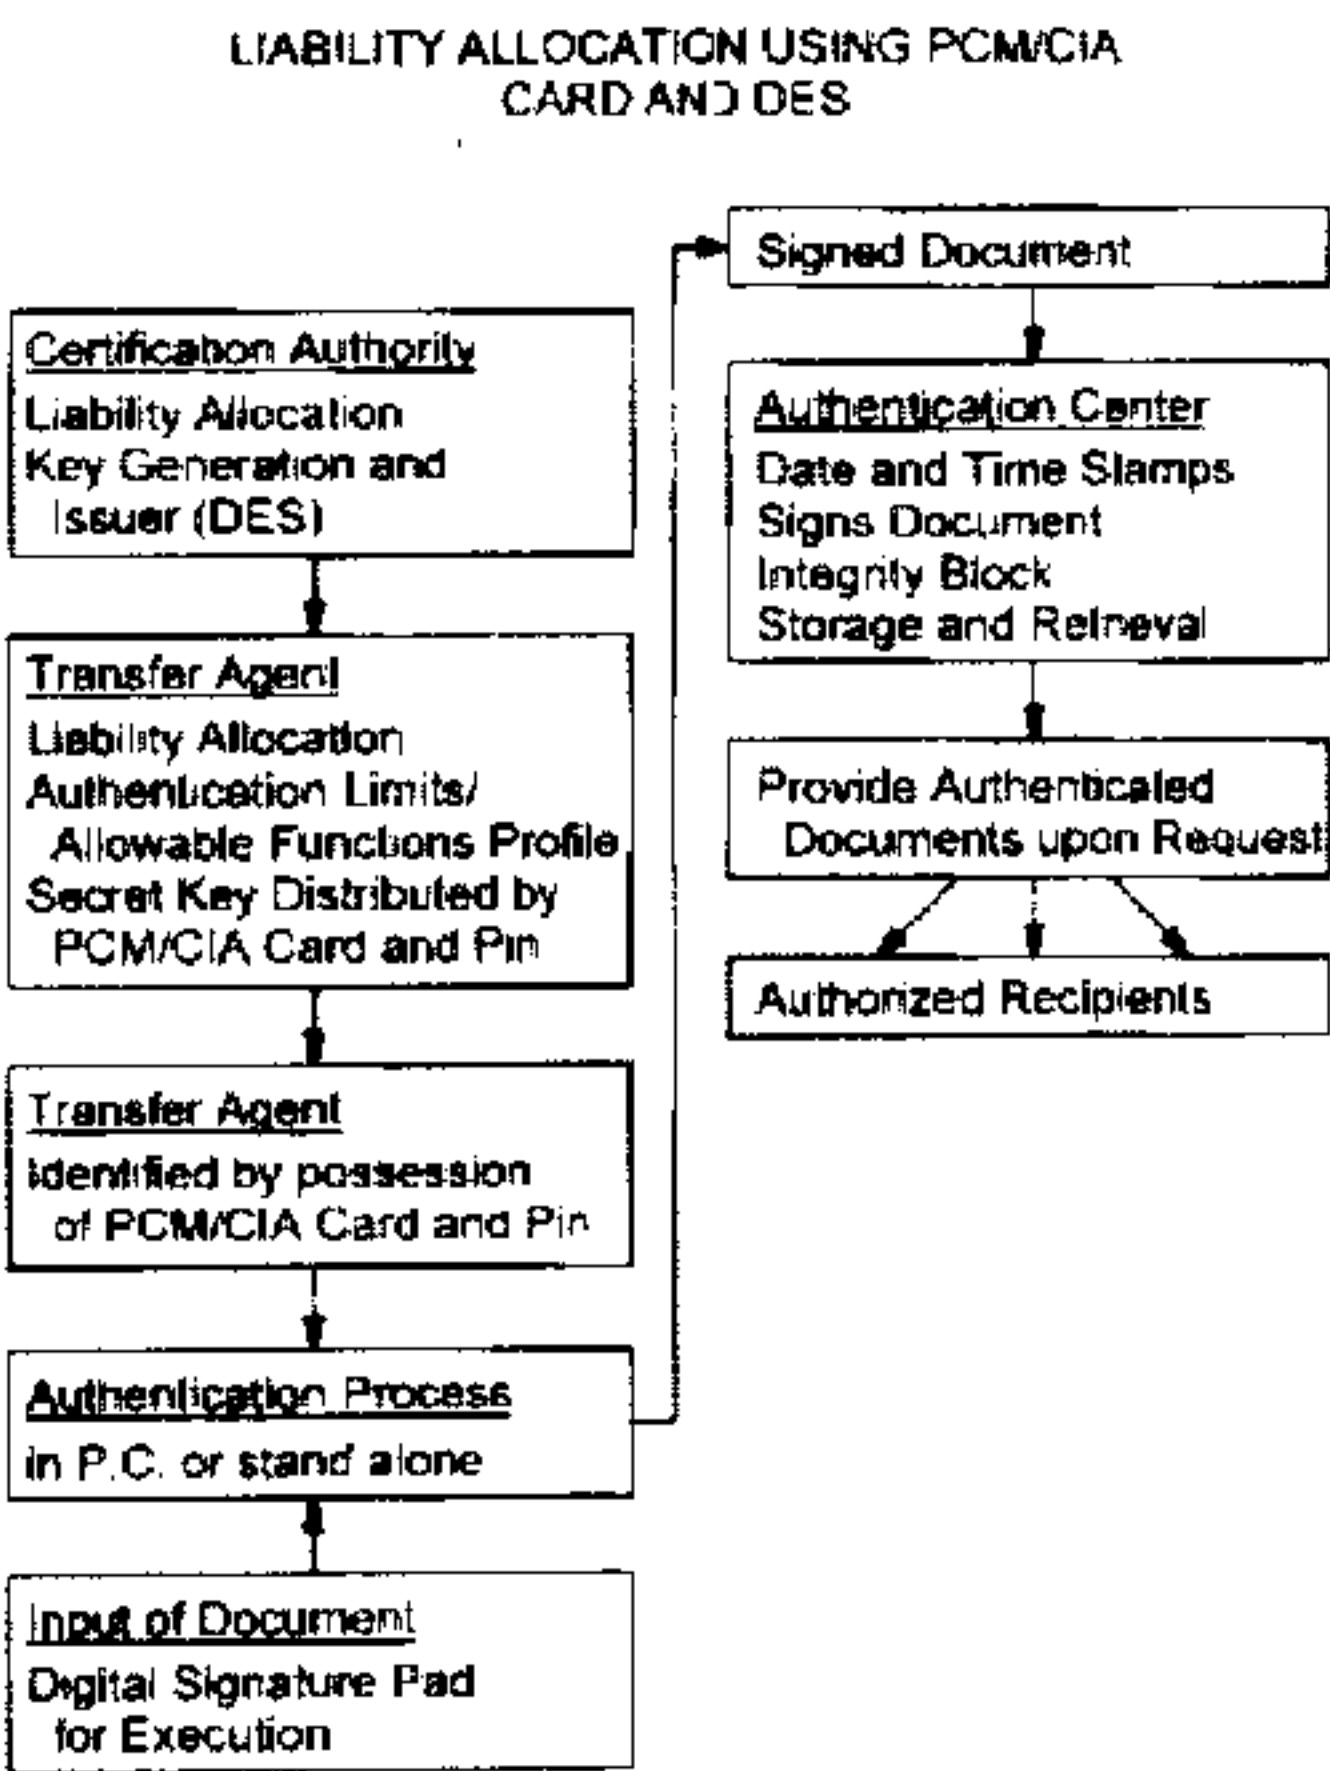 LIABILITY ALLOCATION USING PCM/CIA
CARD AND DES
Certification Authority
Liability Allocation
Key Generation and
Issuer (DES)
Transfer Agent
Liability Allocation
Authentication Limits/
Allowable Functions Profile
Secret Key Distributed by
PCM/CIA Card and Pin
Transfer Agent
Identified by possession
of PCM/CIA Card and Pin
Authentication Process
in P.C. or stand alone
Input of Document
Digital Signature Pad
for Execution
Signed Document
Authentication Center
Date and Time Stamps
Signs Document
Integrity Block
Storage and Retrieval
Provide Authenticated
Documents upon Request
Authorized Recipients